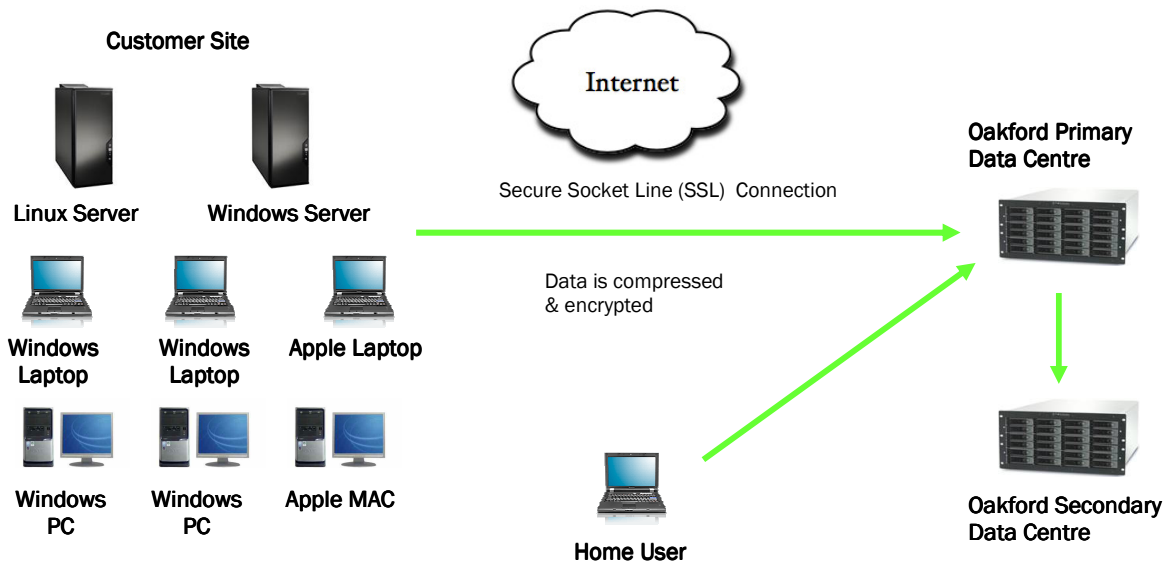 Customer Site
Internet
Oakford Primary
Data Centre
Secure Socket Line (SSL) Connection
Linux Server
Windows Server
Data is compressed
& encrypted
Windows
Laptop
Windows
Laptop
Apple Laptop
Windows
PC
Windows
PC
Apple MAC
Home User
Oakford Secondary
Data Centre